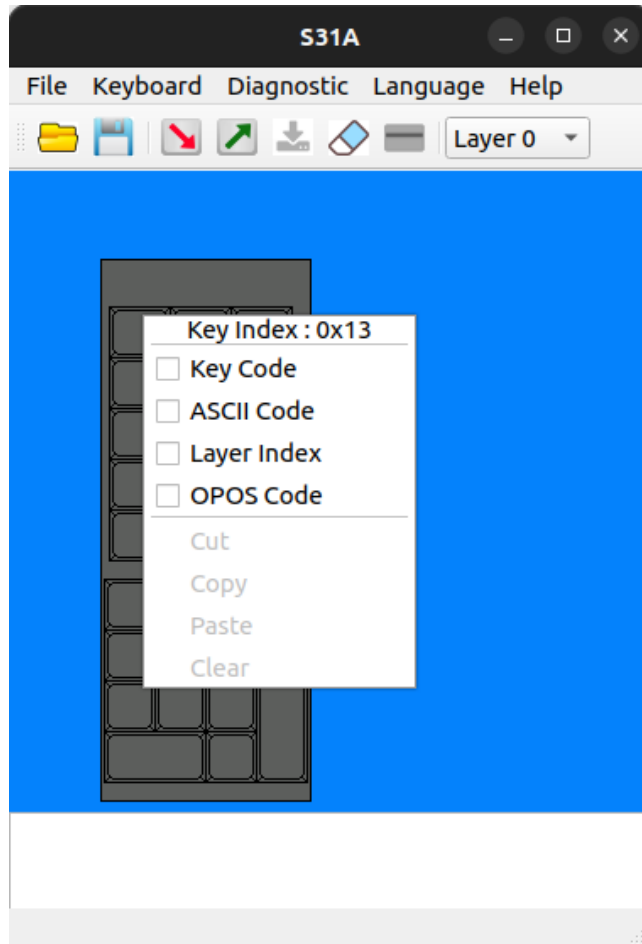 S31A
File Keyboard Diagnostic Language Help
Layer 0
Key Index : 0x13
Key Code
ASCII Code
Layer Index
OPOS Code
Cut
Copy
Paste
Clear